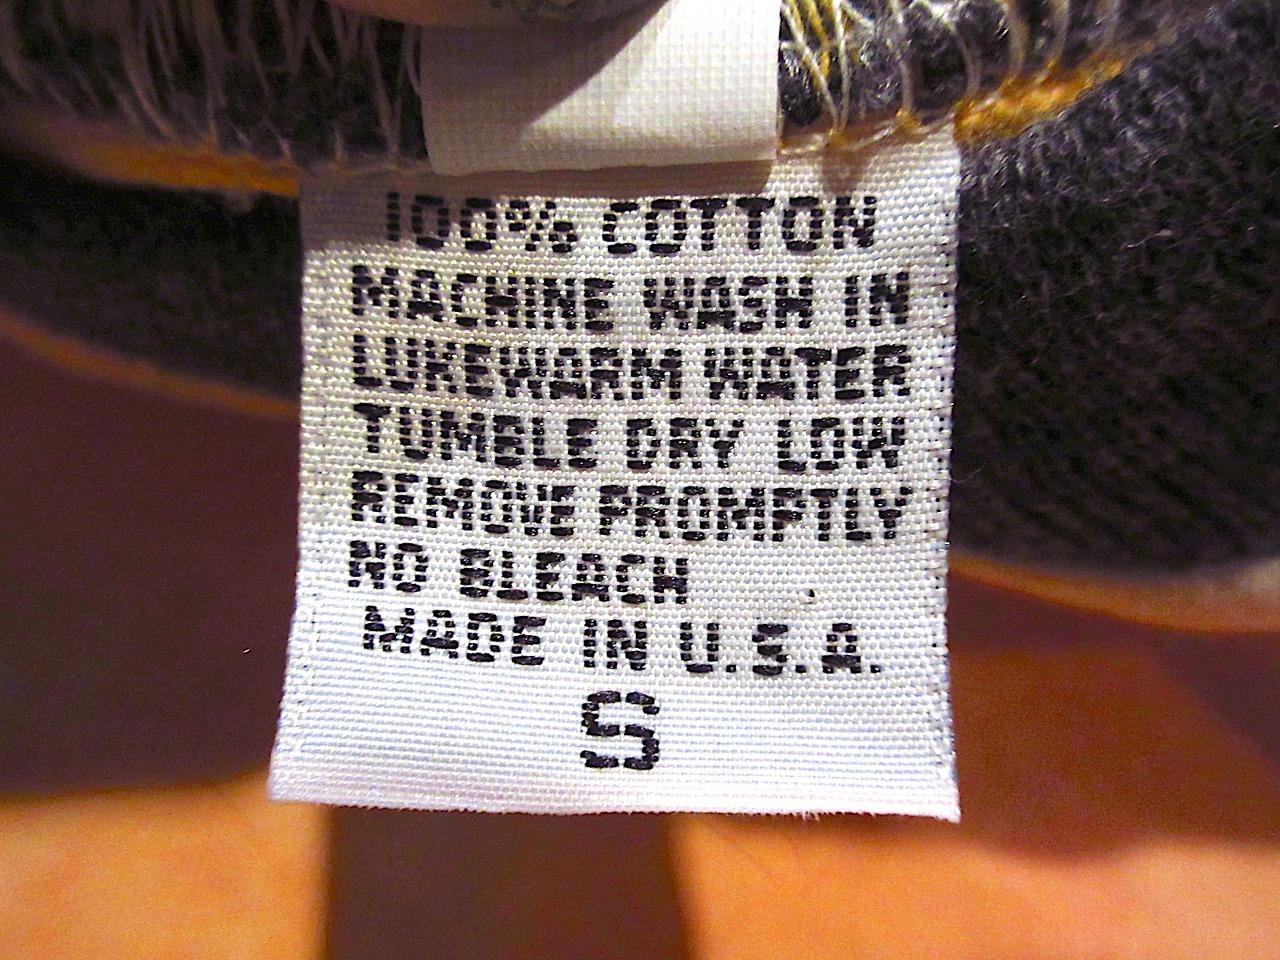 100% COTTON
MACHINE WASH IN
LUKEWARM WATER
TUMBLE DRY LOW
REMOVE PROMPTLY
NO BLEACH
MADE IN U.S.A.
S